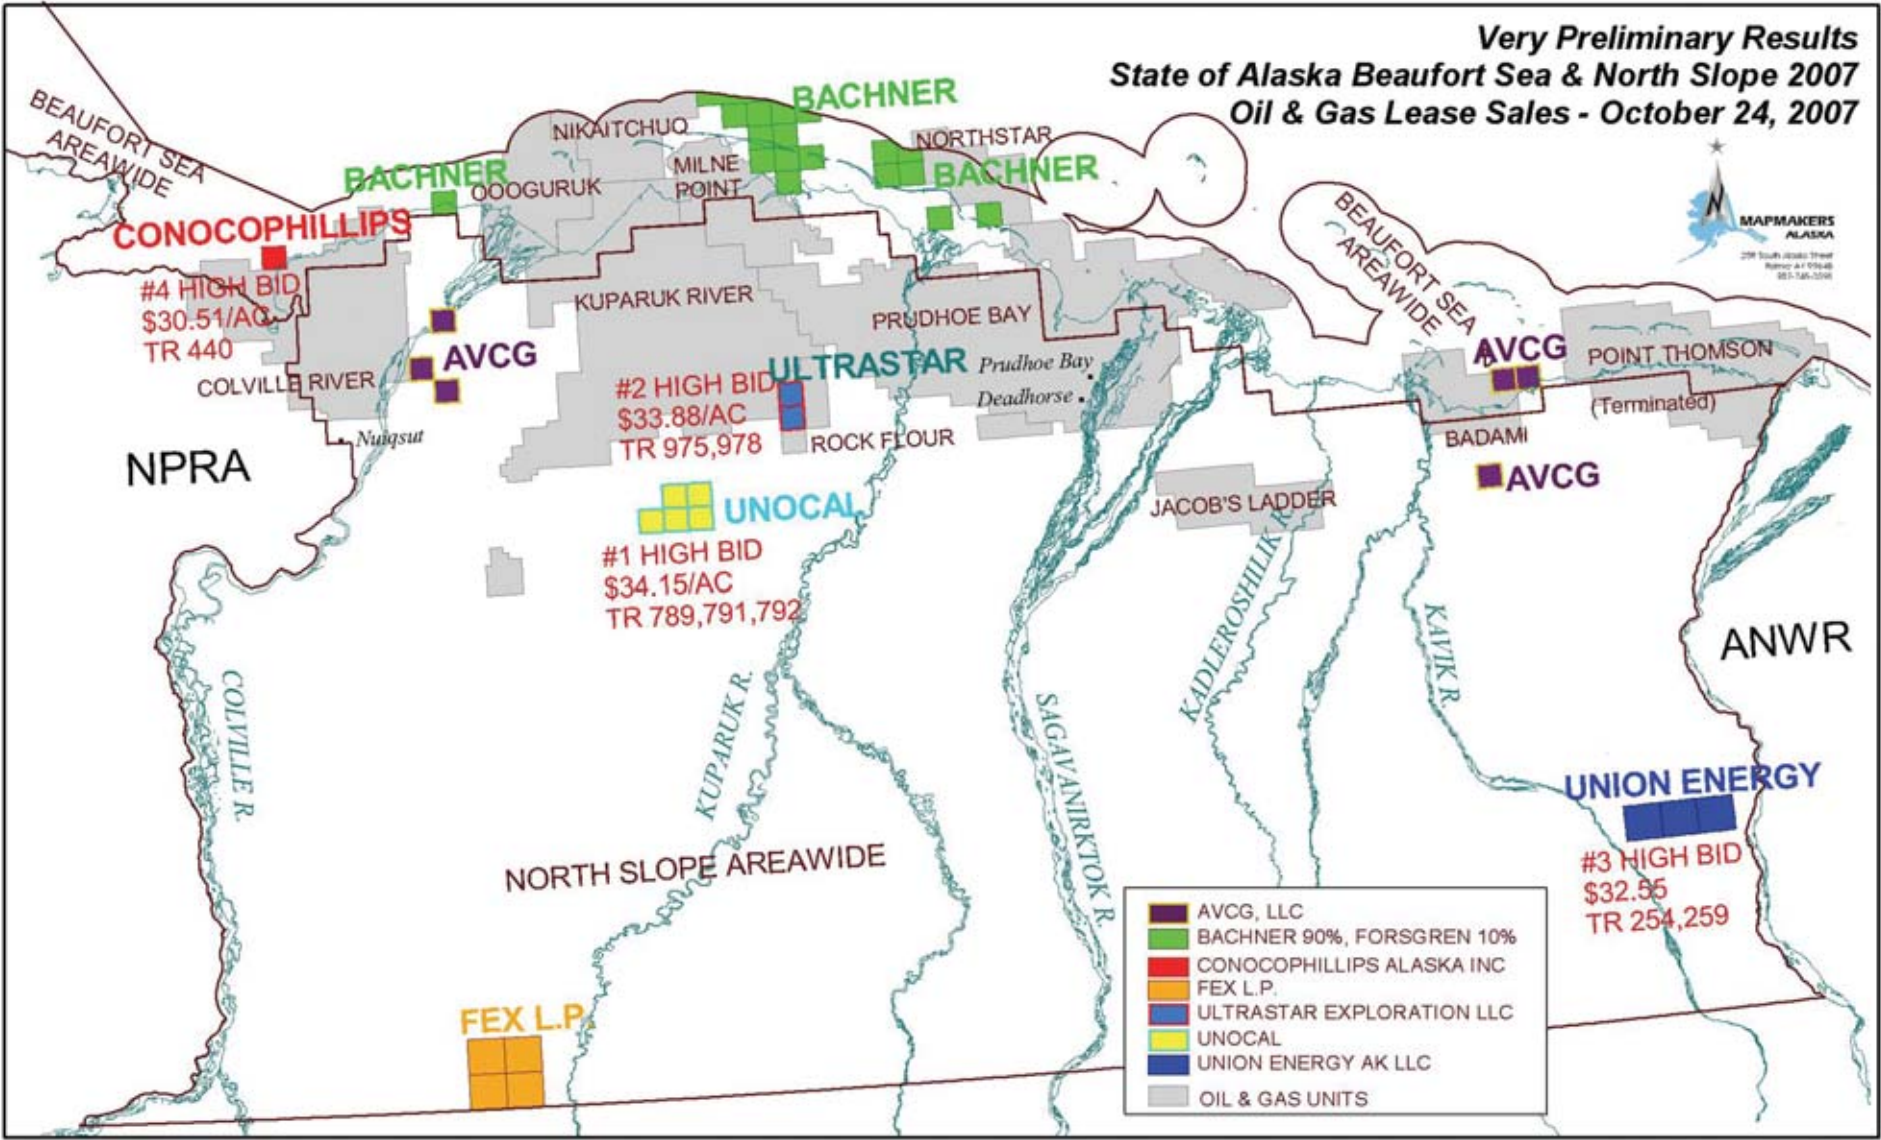 Very Preliminary Results
State of Alaska Beaufort Sea & North Slope 2007
Oil & Gas Lease Sales - October 24, 2007
MAPMAKERS
ALASKA
N
BEAUFORT SEA
AREAWIDE
BACHNER
NIKAITCHUQ
NORTHSTAR
BACHNER
OOOGURUK
MILNE
POINT
BACHNER
BEAUFORT SEA
AREAWIDE
CONOCOPHILLIPS
#4 HIGH BID
$30.51/AC
TR 440
KUPARUK RIVER
PRUDHOE BAY
AVCG
COLVILLE RIVER
ULTRASTAR
#2 HIGH BID
$33.88/AC
TR 975,978
Prudhoe Bay
Deadhorse
AVCG
POINT THOMSON
(Terminated)
BADAMI
Nuiqsut
ROCK FLOUR
NPRA
AVCG
JACOB'S LADDER
UNOCAL
#1 HIGH BID
$34.15/AC
TR 789,791,792
KADLEROSHILIK R.
KAVIK R.
ANWR
COLVILLE R.
KUPARUK R.
SAGAVANIRKTOK R.
UNION ENERGY
#3 HIGH BID
$32.55
TR 254,259
NORTH SLOPE AREAWIDE
FEX L.P.
AVCG, LLC
BACHNER 90%, FORSGREN 10%
CONOCOPHILLIPS ALASKA INC
FEX L.P.
ULTRASTAR EXPLORATION LLC
UNOCAL
UNION ENERGY AK LLC
OIL & GAS UNITS